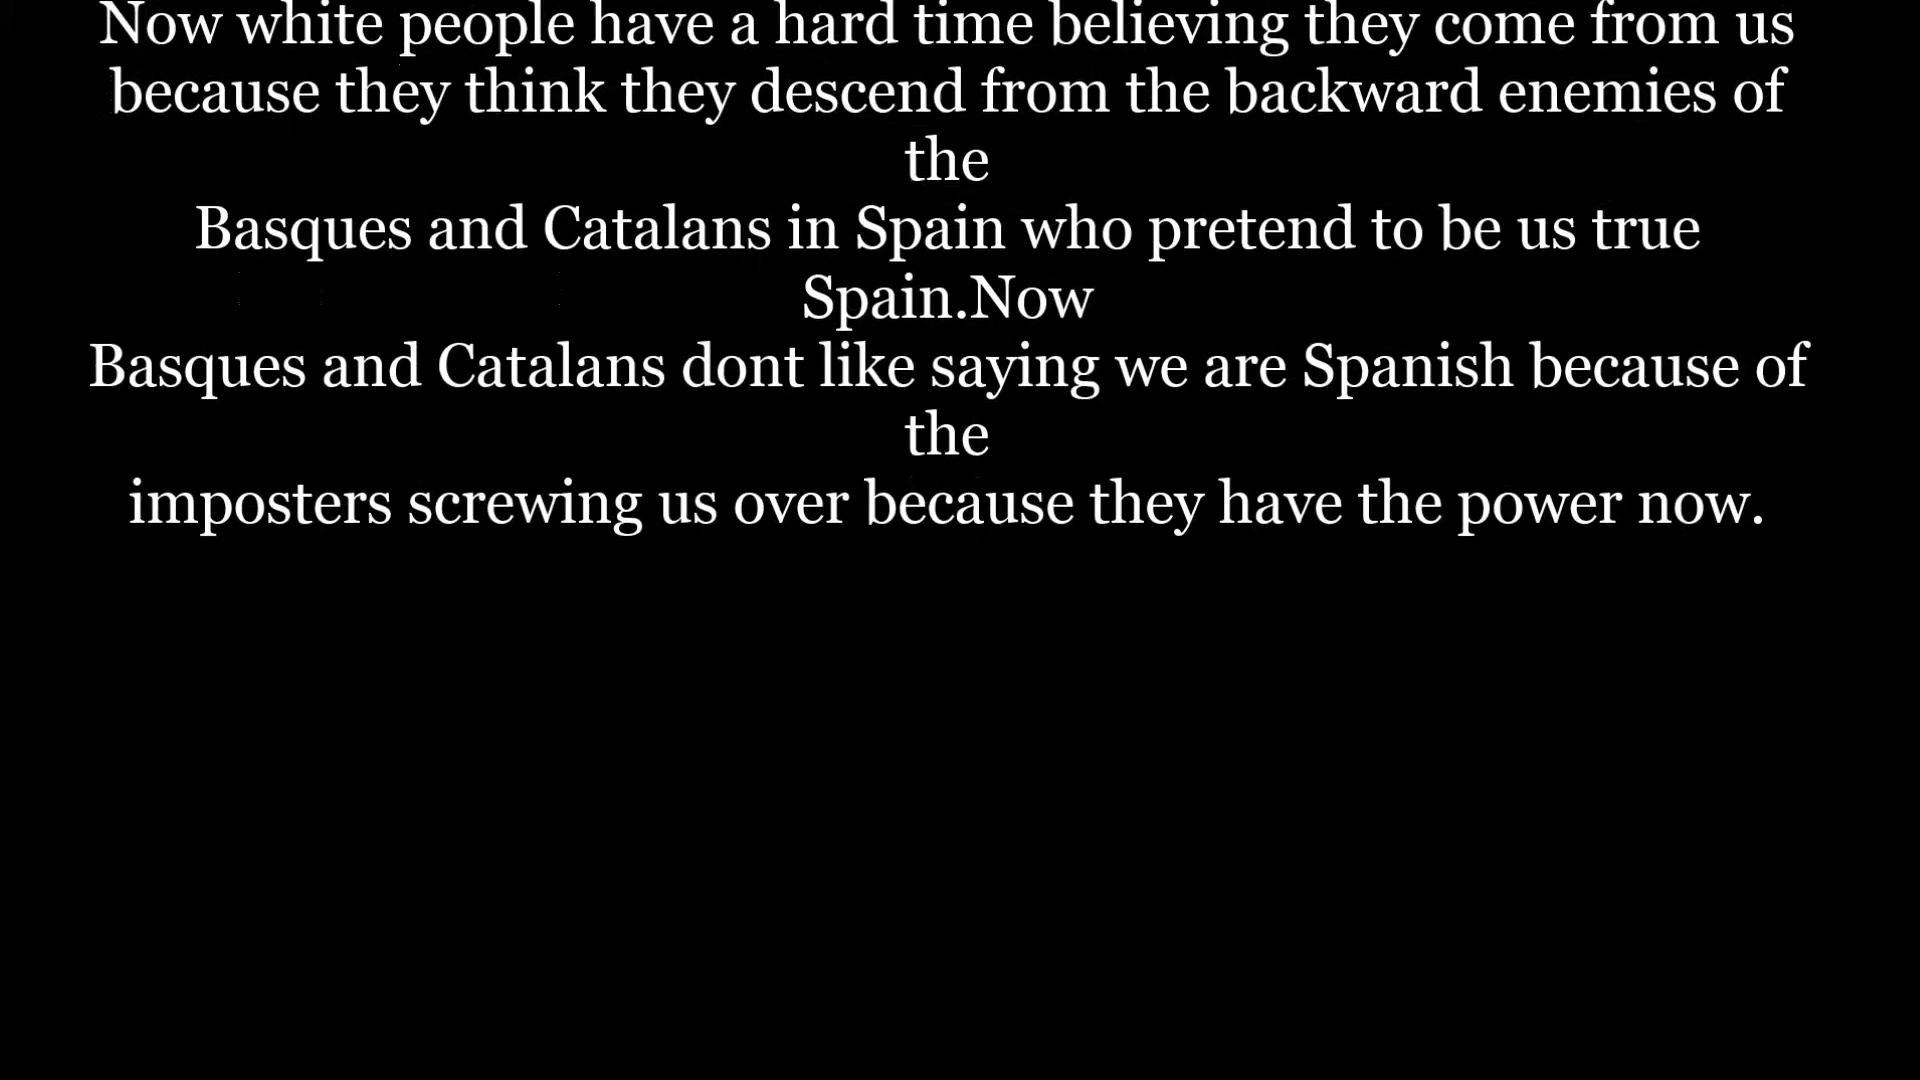 Now white people have a hard time believing they come from us
because they think they descend from the backward enemies of
the
Basques and Catalans in Spain who pretend to be us true
Spain.Now
Basques and Catalans dont like saying we are Spanish because of
the
imposters screwing us over because they have the power now.